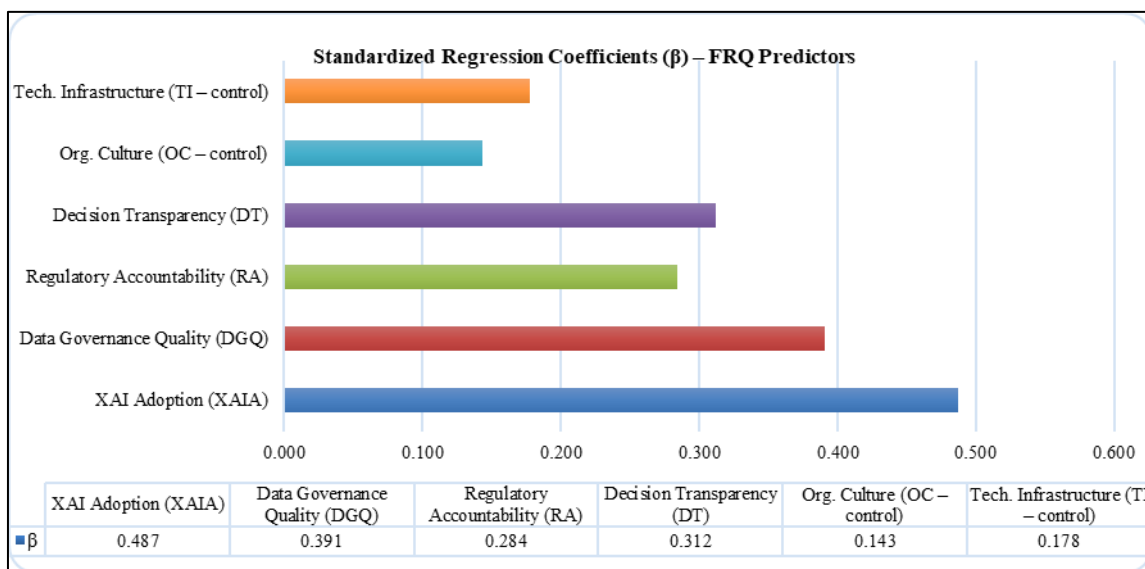 Standardized Regression Coefficients (β) – FRQ Predictors
Tech. Infrastructure (TI – control)
Org. Culture (OC – control)
Decision Transparency (DT)
Regulatory Accountability (RA)
Data Governance Quality (DGQ)
XAI Adoption (XAIA)
0.000 0.100 0.200 0.300 0.400 0.500 0.600
XAI Adoption (XAIA)
Data Governance
Quality (DGQ)
Regulatory
Accountability (RA)
Decision Transparency
(DT)
Org. Culture (OC –
control)
Tech. Infrastructure (TI
– control)
β 0.487 0.391 0.284 0.312 0.143 0.178